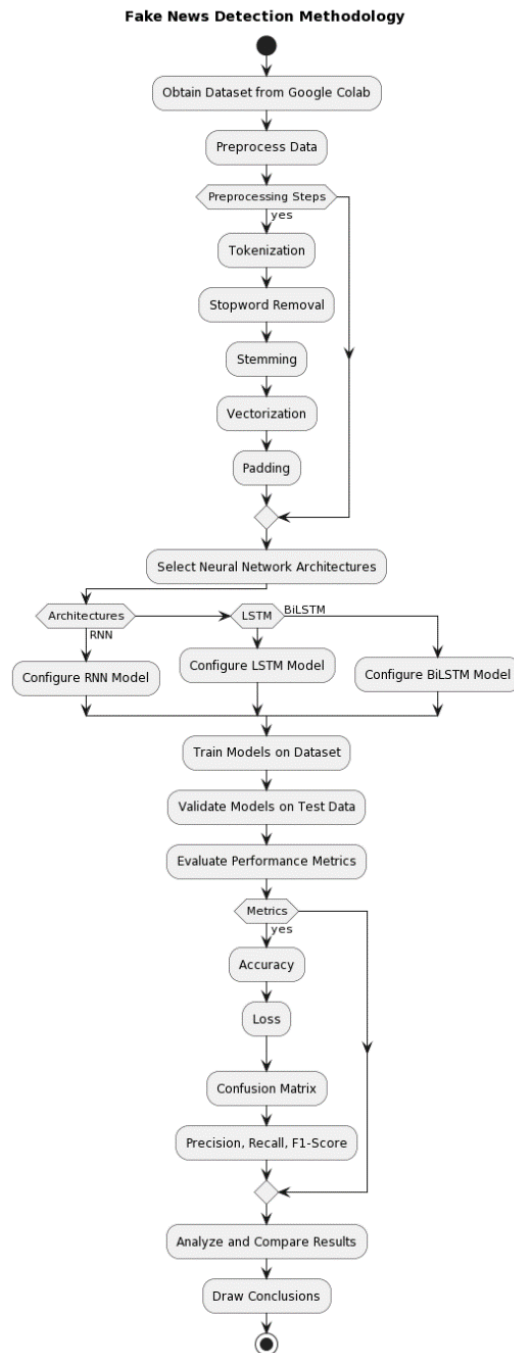 Fake News Detection Methodology
Obtain Dataset from Google Colab
Preprocess Data
Preprocessing Steps
yes
Tokenization
Stopword Removal
Stemming
Vectorization
Padding
Select Neural Network Architectures
Architectures
RNN
Configure RNN Model
LSTM
Configure LSTM Model
BiLSTM
Configure BiLSTM Model
Train Models on Dataset
Validate Models on Test Data
Evaluate Performance Metrics
Metrics
yes
Accuracy
Loss
Confusion Matrix
Precision, Recall, F1-Score
Analyze and Compare Results
Draw Conclusions